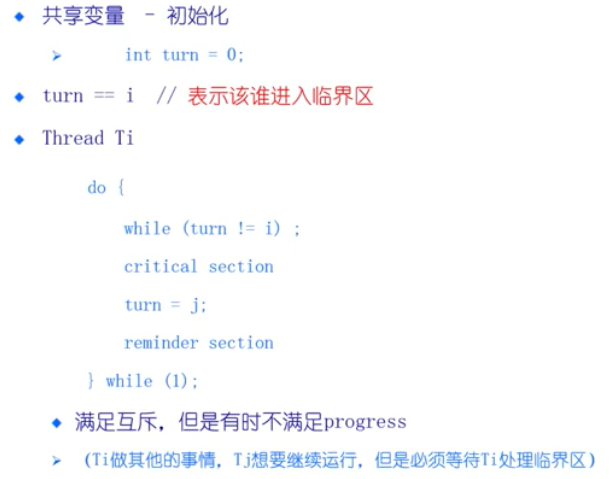 共享变量 - 初始化
int turn = 0;
turn == i // 表示该谁进入临界区
Thread Ti
do {
while (turn != i) ;
critical section
turn = j;
reminder section
} while (1);
满足互斥，但是有时不满足progress
(Ti做其他的事情，Tj想要继续运行，但是必须等待Ti处理临界区)